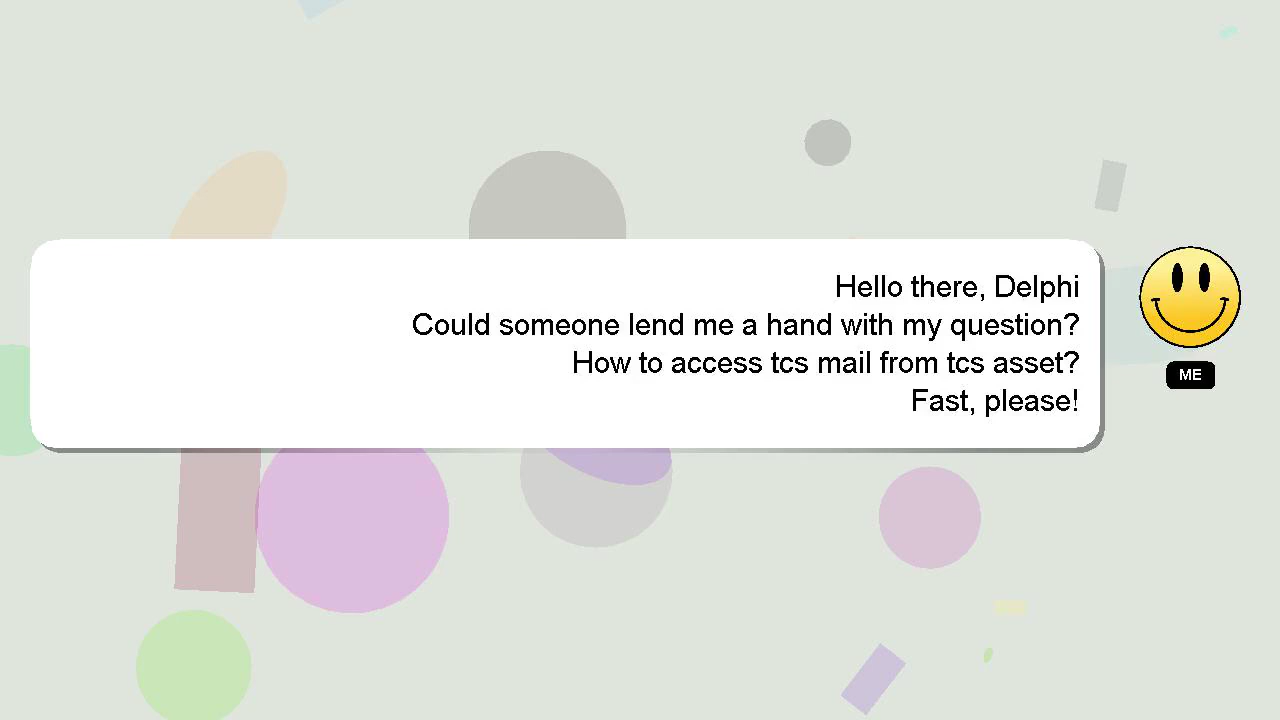 Hello there, Delphi
Could someone lend me a hand with my question?
How to access tcs mail from tcs asset?
Fast, please!
ME